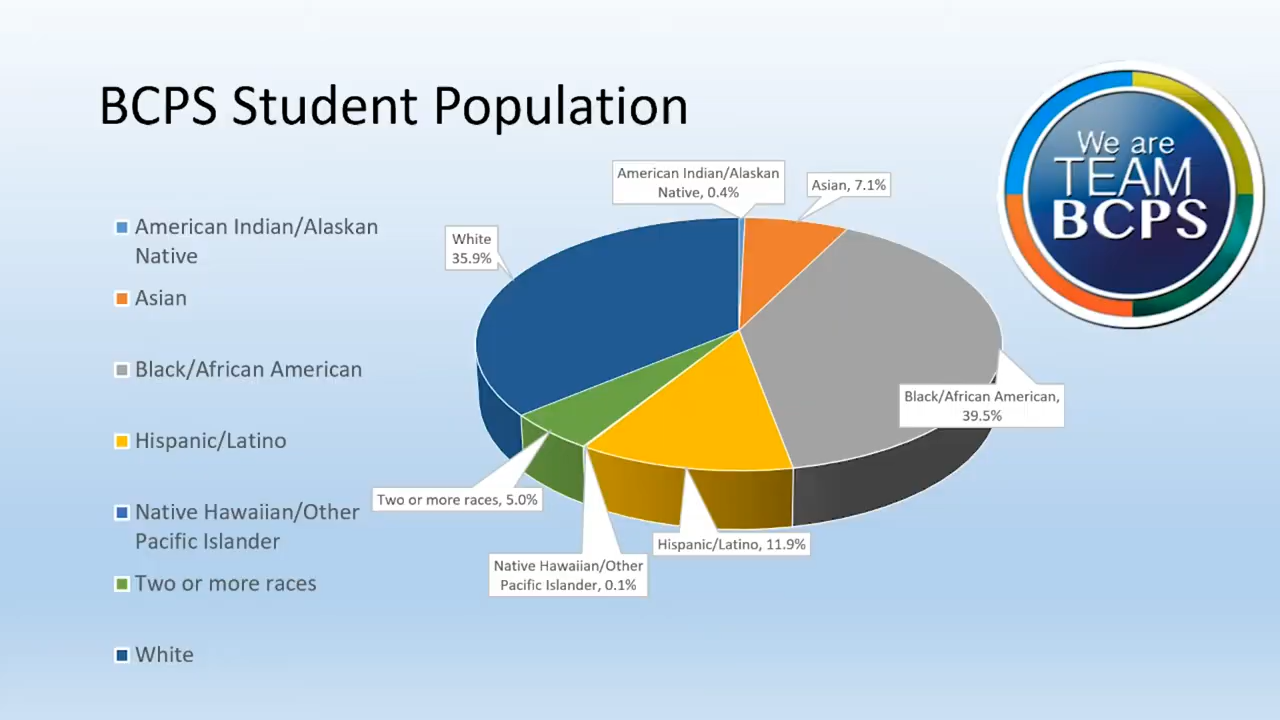 BCPS Student Population
We are
TEAM
BCPS
American Indian/Alaskan
Native
Asian
Black/African American
Hispanic/Latino
Native Hawaiian/Other
Pacific Islander
Two or more races
White
American Indian/Alaskan
Native, 0.4%
Asian, 7.1%
White
35.9%
Black/African American,
39.5%
Two or more races, 5.0%
Hispanic/Latino, 11.9%
Native Hawaiian/Other
Pacific Islander, 0.1%